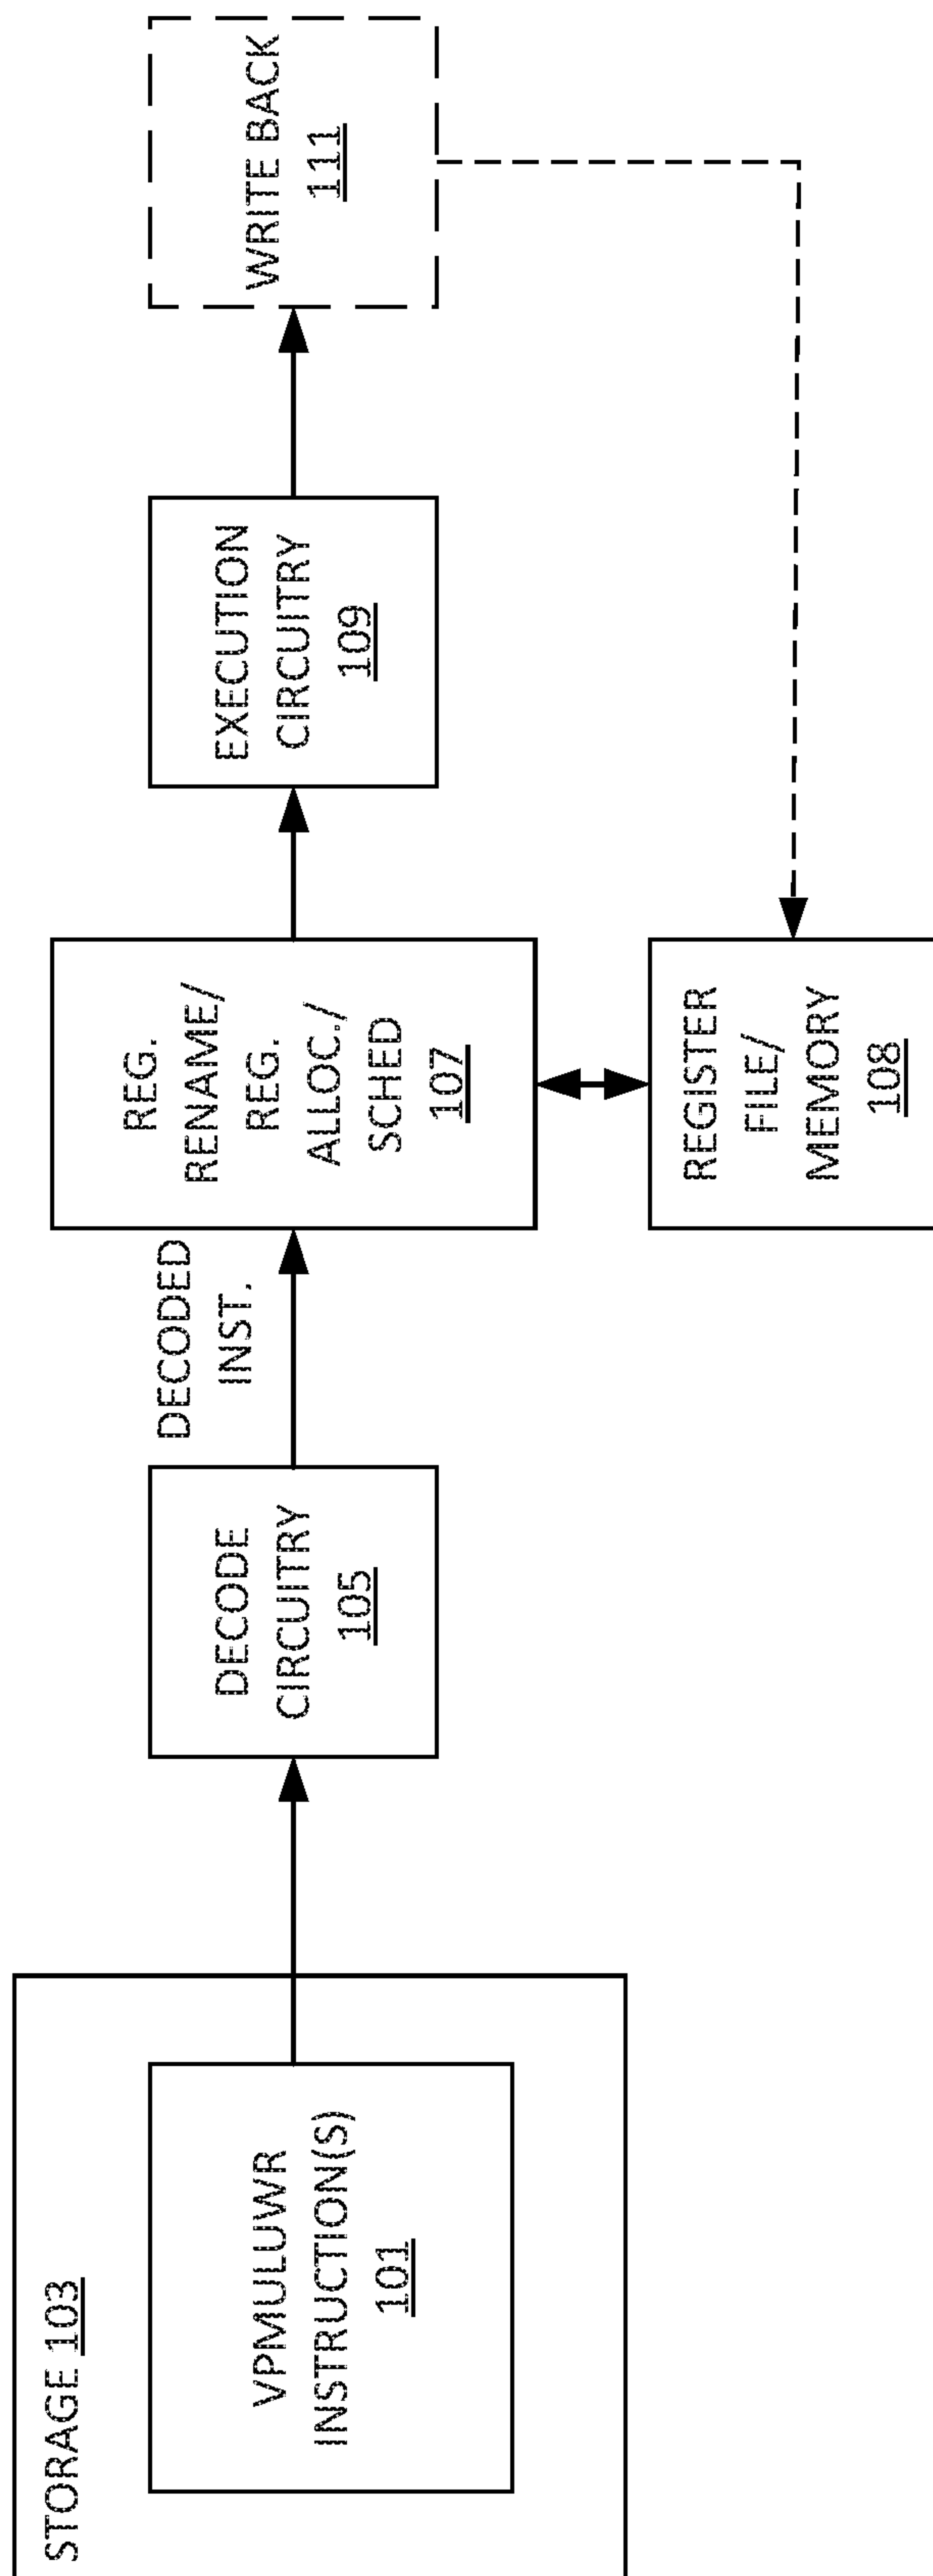 STORAGE 103
VPMULUWR
INSTRUCTION(S)
101
DECODE
CIRCUITRY
105
DECODED
INST.
REG.
RENAME/
REG.
ALLOC./
SCHED
107
REGISTER
FILE/
MEMORY
108
EXECUTION
CIRCUITRY
109
WRITE BACK
111